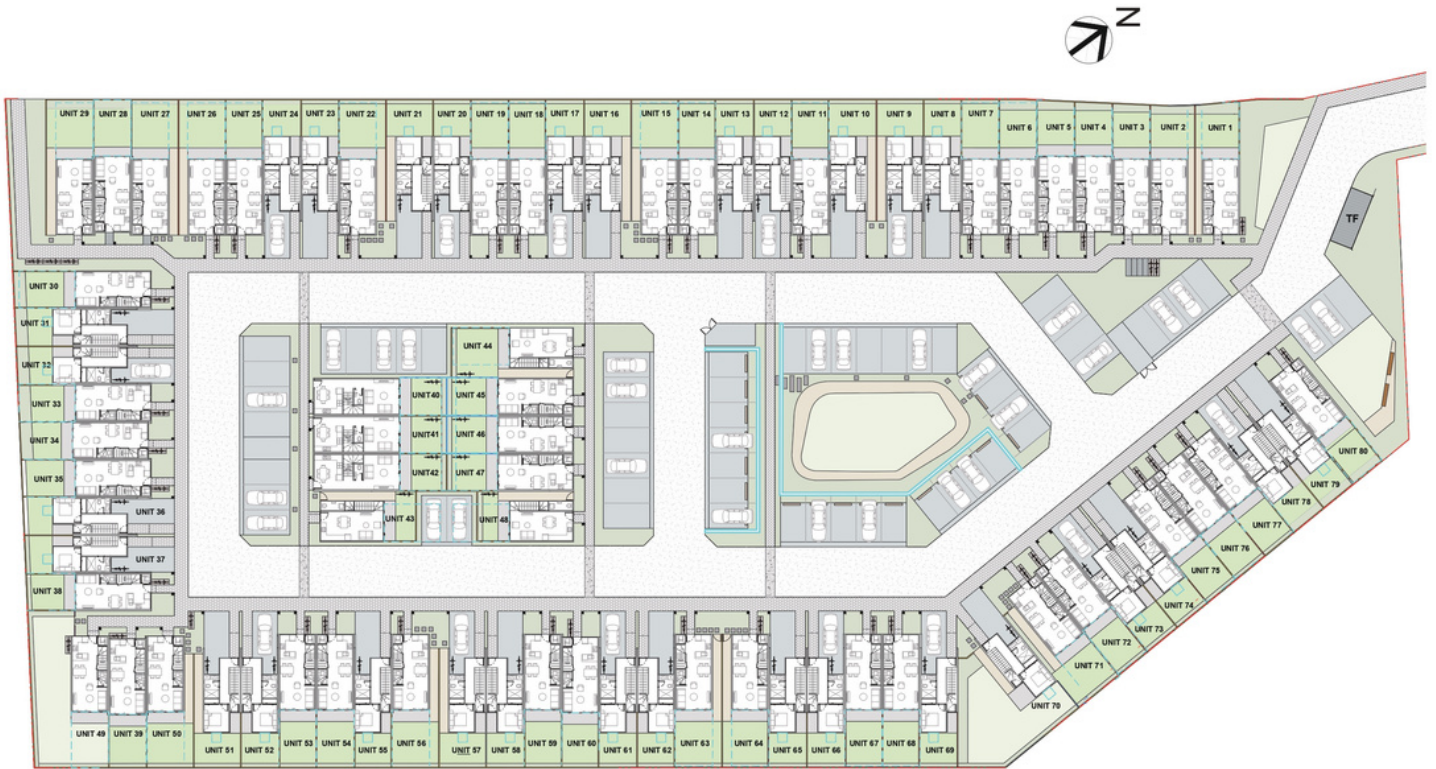 N
UNIT 29
UNIT 28
UNIT 27
UNIT 26
UNIT 25
UNIT 24
UNIT 23
UNIT 22
UNIT 21
UNIT 20
UNIT 19
UNIT 18
UNIT 17
UNIT 16
UNIT 15
UNIT 14
UNIT 13
UNIT 12
UNIT 11
UNIT 10
UNIT 9
UNIT 8
UNIT 7
UNIT 6
UNIT 5
UNIT 4
UNIT 3
UNIT 2
UNIT 1
TF
UNIT 30
UNIT 31
UNIT 32
UNIT 33
UNIT 34
UNIT 35
UNIT 36
UNIT 37
UNIT 38
UNIT 44
UNIT40
UNIT 45
UNIT41
UNIT 46
UNIT42
UNIT 47
UNIT 43
UNIT 48
UNIT 80
UNIT 79
UNIT 78
UNIT 77
UNIT 76
UNIT 75
UNIT 74
UNIT 73
UNIT 72
UNIT 71
UNIT 70
UNIT 49
UNIT 39
UNIT 50
UNIT 51
UNIT 52
UNIT 53
UNIT 54
UNIT 55
UNIT 56
UNIT 57
UNIT 58
UNIT 59
UNIT 60
UNIT 61
UNIT 62
UNIT 63
UNIT 64
UNIT 65
UNIT 66
UNIT 67
UNIT 68
UNIT 69